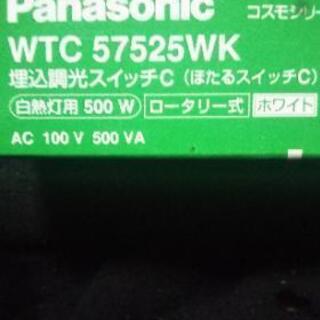 Panasonic
コスモシリ
WTC 57525WK
埋込調光スイッチC（ほたるスイッチC）
白熱灯用 500 W ロータリー式 ホワイト
AC 100 V 500 VA